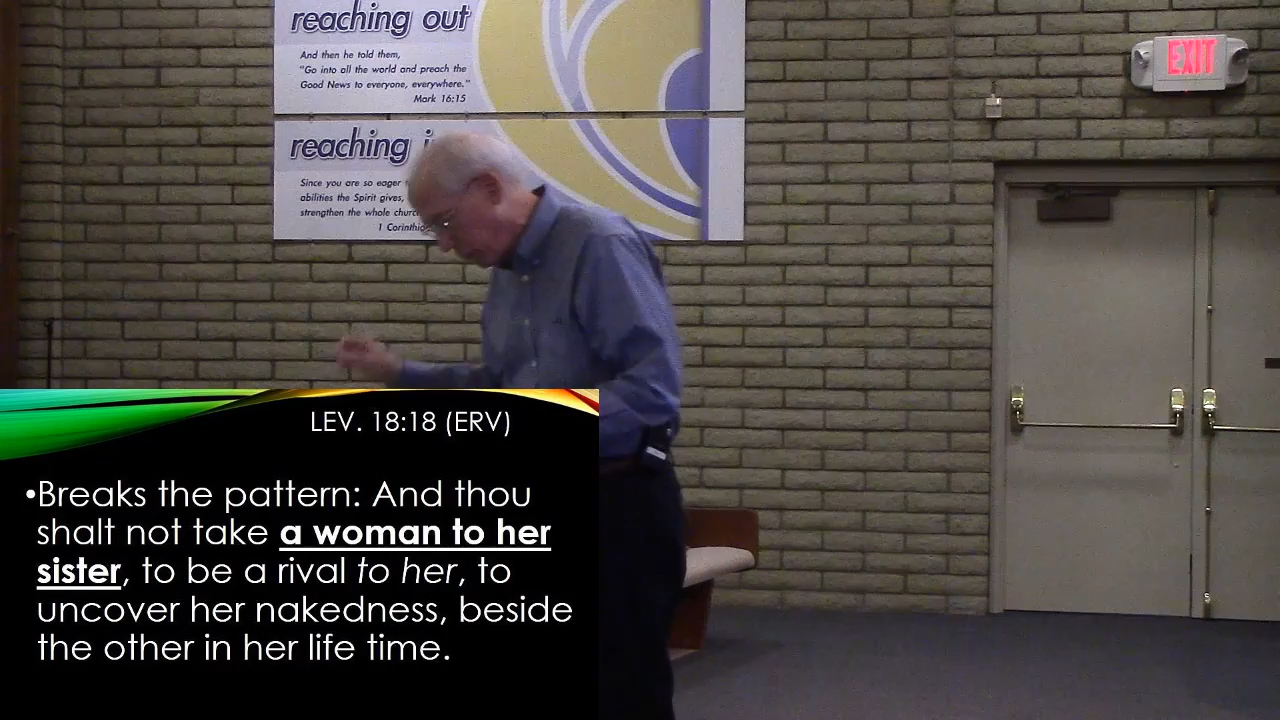 reaching out
And then he told them,
"Go into all the world and preach the
Good News to everyone, everywhere."
Mark 16:15
EXIT
reaching
Since you are so eager
abilities the Spirit gives,
strengthen the whole
1
LEV. 18:18 (ERV)
•Breaks the pattern: And thou
shalt not take a woman to her
sister, to be a rival to her, to
uncover her nakedness, beside
the other in her life time.